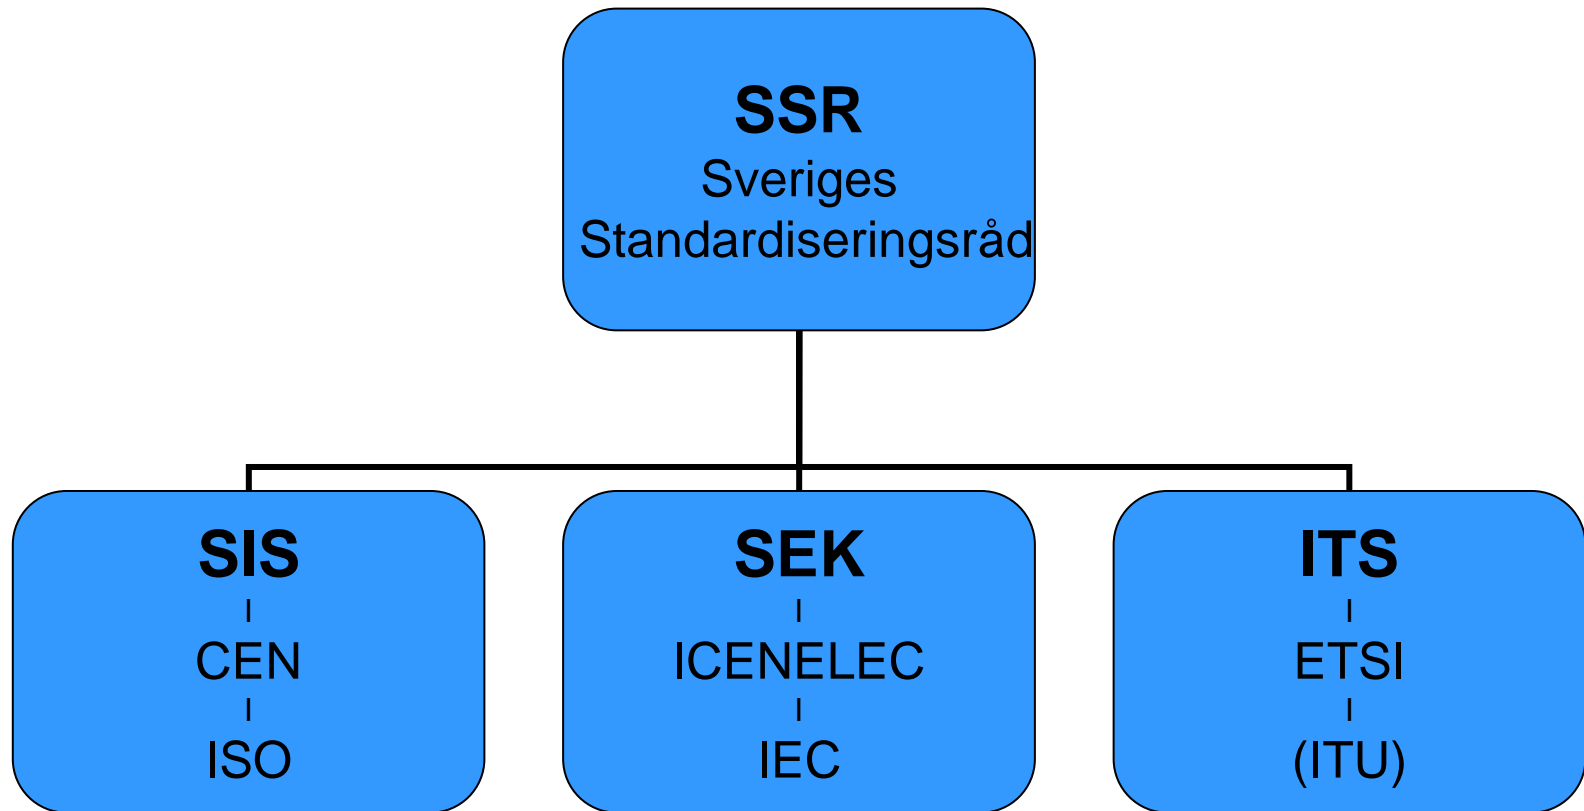 SSR
Sveriges
Standardiseringsråd
SIS
CEN
ISO
SEK
ICENELEC
IEC
ITS
ETSI
(ITU)